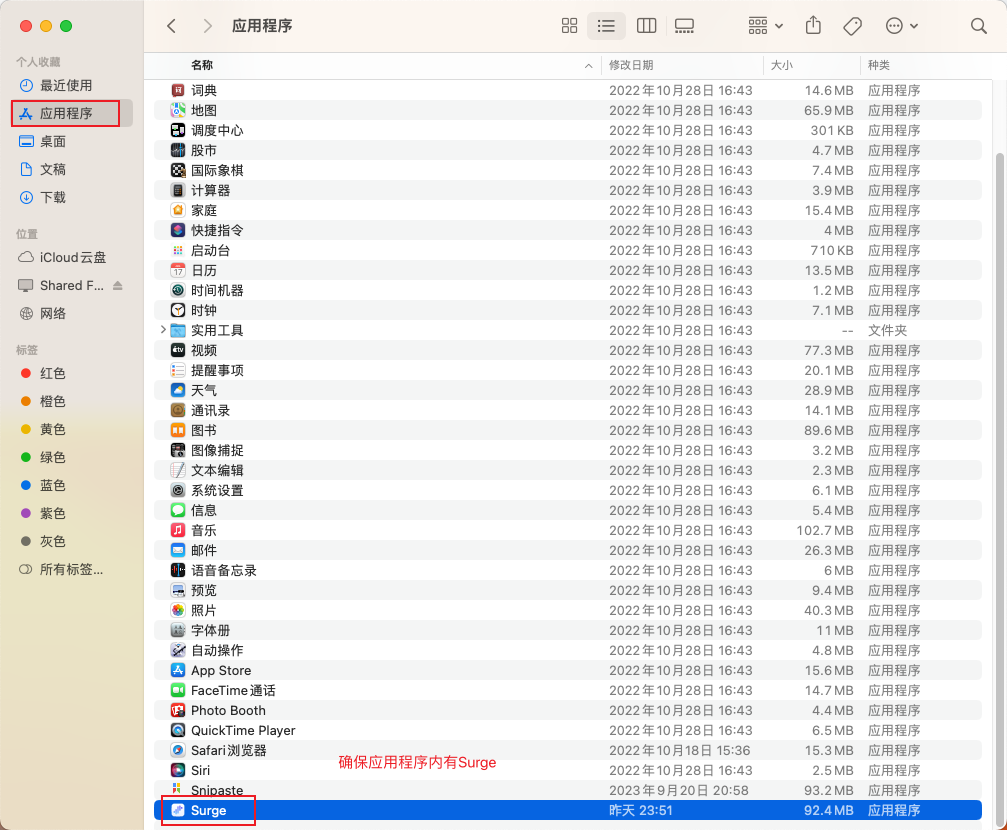 应用程序
个人收藏
最近使用
应用程序
桌面
文稿
下载
位置
iCloud云盘
Shared F...
网络
标签
红色
橙色
黄色
绿色
蓝色
紫色
灰色
所有标签...
名称 修改日期 大小 种类
词典 2022年10月28日 16:43 14.6 MB 应用程序
地图 2022年10月28日 16:43 65.9 MB 应用程序
调度中心 2022年10月28日 16:43 301 KB 应用程序
股市 2022年10月28日 16:43 4.7 MB 应用程序
国际象棋 2022年10月28日 16:43 7.4 MB 应用程序
计算器 2022年10月28日 16:43 3.9 MB 应用程序
家庭 2022年10月28日 16:43 15.4 MB 应用程序
快捷指令 2022年10月28日 16:43 4 MB 应用程序
启动台 2022年10月28日 16:43 710 KB 应用程序
日历 2022年10月28日 16:43 13.5 MB 应用程序
时间机器 2022年10月28日 16:43 1.2 MB 应用程序
时钟 2022年10月28日 16:43 7.1 MB 应用程序
实用工具 2022年10月28日 16:43 -- 文件夹
视频 2022年10月28日 16:43 77.3 MB 应用程序
提醒事项 2022年10月28日 16:43 20.1 MB 应用程序
天气 2022年10月28日 16:43 28.9 MB 应用程序
通讯录 2022年10月28日 16:43 14.1 MB 应用程序
图书 2022年10月28日 16:43 89.6 MB 应用程序
图像捕捉 2022年10月28日 16:43 3.2 MB 应用程序
文本编辑 2022年10月28日 16:43 2.3 MB 应用程序
系统设置 2022年10月28日 16:43 6.1 MB 应用程序
信息 2022年10月28日 16:43 5.4 MB 应用程序
音乐 2022年10月28日 16:43 102.7 MB 应用程序
邮件 2022年10月28日 16:43 26.3 MB 应用程序
语音备忘录 2022年10月28日 16:43 6 MB 应用程序
预览 2022年10月28日 16:43 9.4 MB 应用程序
照片 2022年10月28日 16:43 40.3 MB 应用程序
字体册 2022年10月28日 16:43 11 MB 应用程序
自动操作 2022年10月28日 16:43 4.8 MB 应用程序
App Store 2022年10月28日 16:43 15.6 MB 应用程序
FaceTime通话 2022年10月28日 16:43 14.7 MB 应用程序
Photo Booth 2022年10月28日 16:43 4.4 MB 应用程序
QuickTime Player 2022年10月28日 16:43 6.5 MB 应用程序
Safari浏览器 2022年10月18日 15:36 15.3 MB 应用程序
确保应用程序内有Surge
Siri 2022年10月28日 16:43 2.5 MB 应用程序
Snipaste 2023年9月20日 20:58 93.2 MB 应用程序
Surge 昨天 23:51 92.4 MB 应用程序